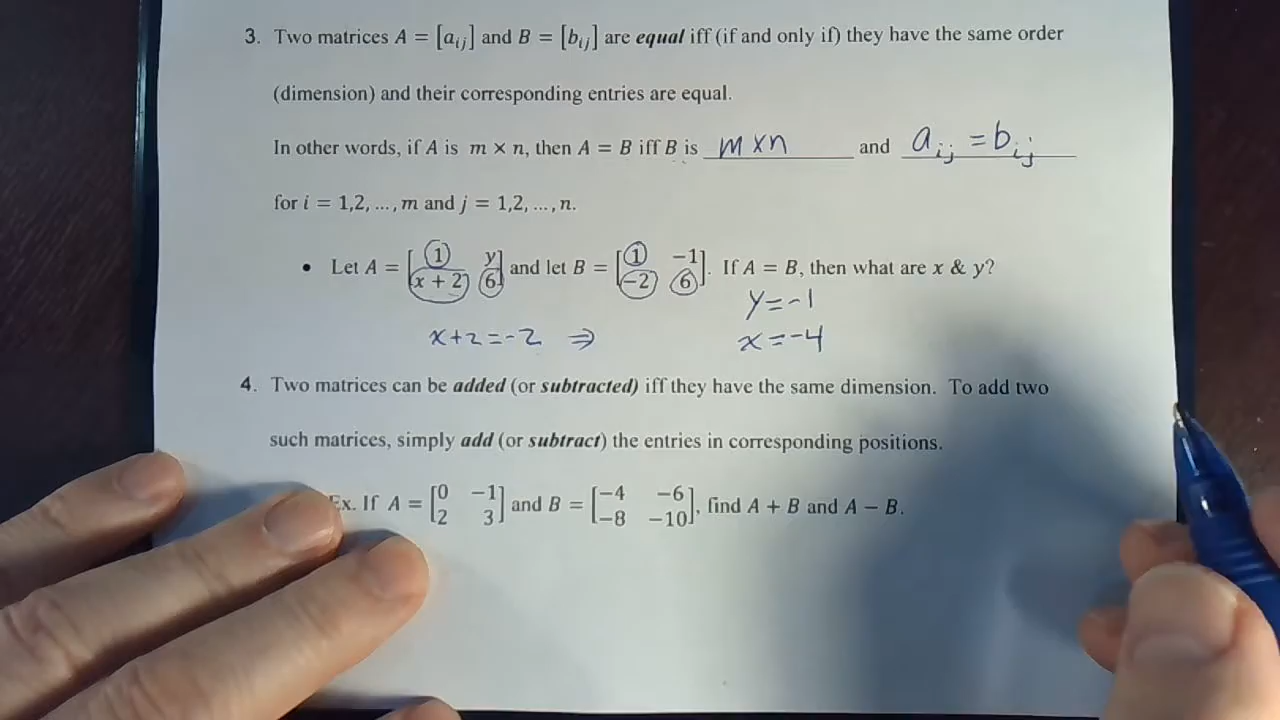 3. Two matrices A = [a_ij] and B = [b_ij] are equal iff (if and only if) they have the same order
(dimension) and their corresponding entries are equal.
In other words, if A is m × n, then A = B iff B is m × n and a_ij = b_ij
for i = 1,2, ..., m and j = 1,2, ..., n.
• Let A = [1 y; x + 2 6] and let B = [1 −1; −2 6]. If A = B, then what are x & y?
y = -1
x+2 = -2 ⇒ x = -4
4. Two matrices can be added (or subtracted) iff they have the same dimension. To add two
such matrices, simply add (or subtract) the entries in corresponding positions.
Ex. If A = [0 −1; 2 3] and B = [−4 −6; −8 −10], find A + B and A − B.